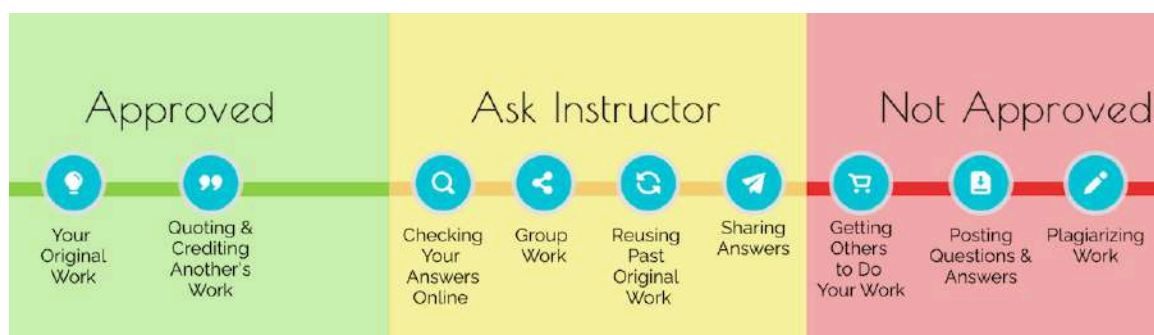 Approved
Ask Instructor
Not Approved
Your
Original
Work
Quoting &
Crediting
Another's
Work
Checking
Your
Answers
Online
Group
Work
Reusing
Past
Original
Work
Sharing
Answers
Getting
Others
to Do
Your Work
Posting
Questions &
Answers
Plagiarizing
Work